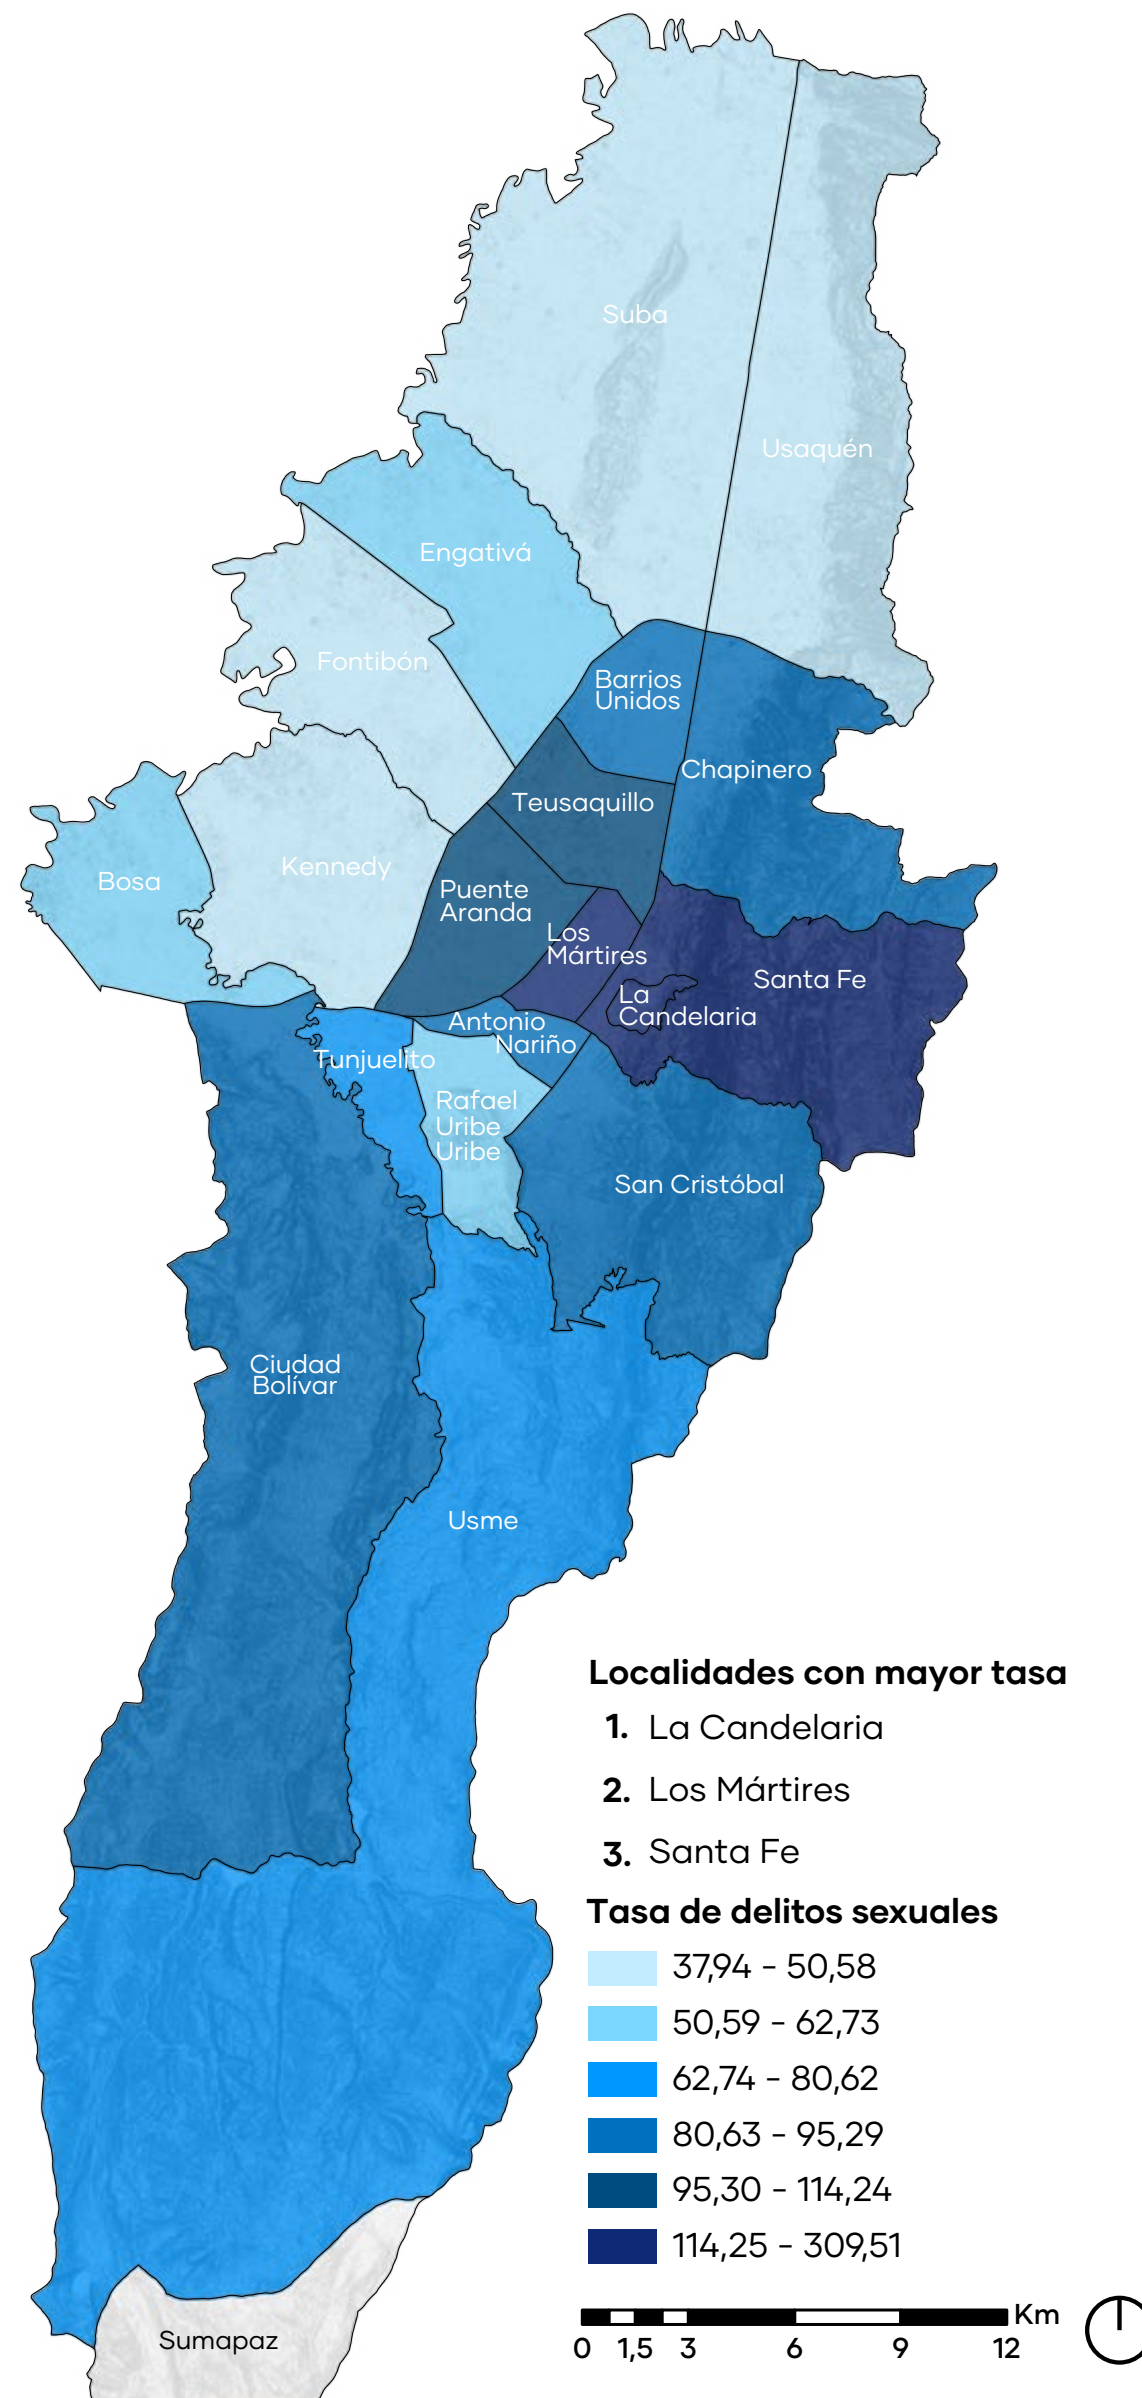 Suba
Usaquén
Engativá
Fontibón
Barrios
Unidos
Chapinero
Teusaquillo
Kennedy
Bosa
Puente
Aranda
Los
Mártires
Santa Fe
La
Candelaria
Antonio
Nariño
Tunjuelito
Rafael
Uribe
Uribe
San Cristóbal
Ciudad
Bolívar
Usme
Localidades con mayor tasa
1. La Candelaria
2. Los Mártires
3. Santa Fe
Tasa de delitos sexuales
37,94 - 50,58
50,59 - 62,73
62,74 - 80,62
80,63 - 95,29
95,30 - 114,24
114,25 - 309,51
Km
0 1,5 3 6 9 12
Sumapaz